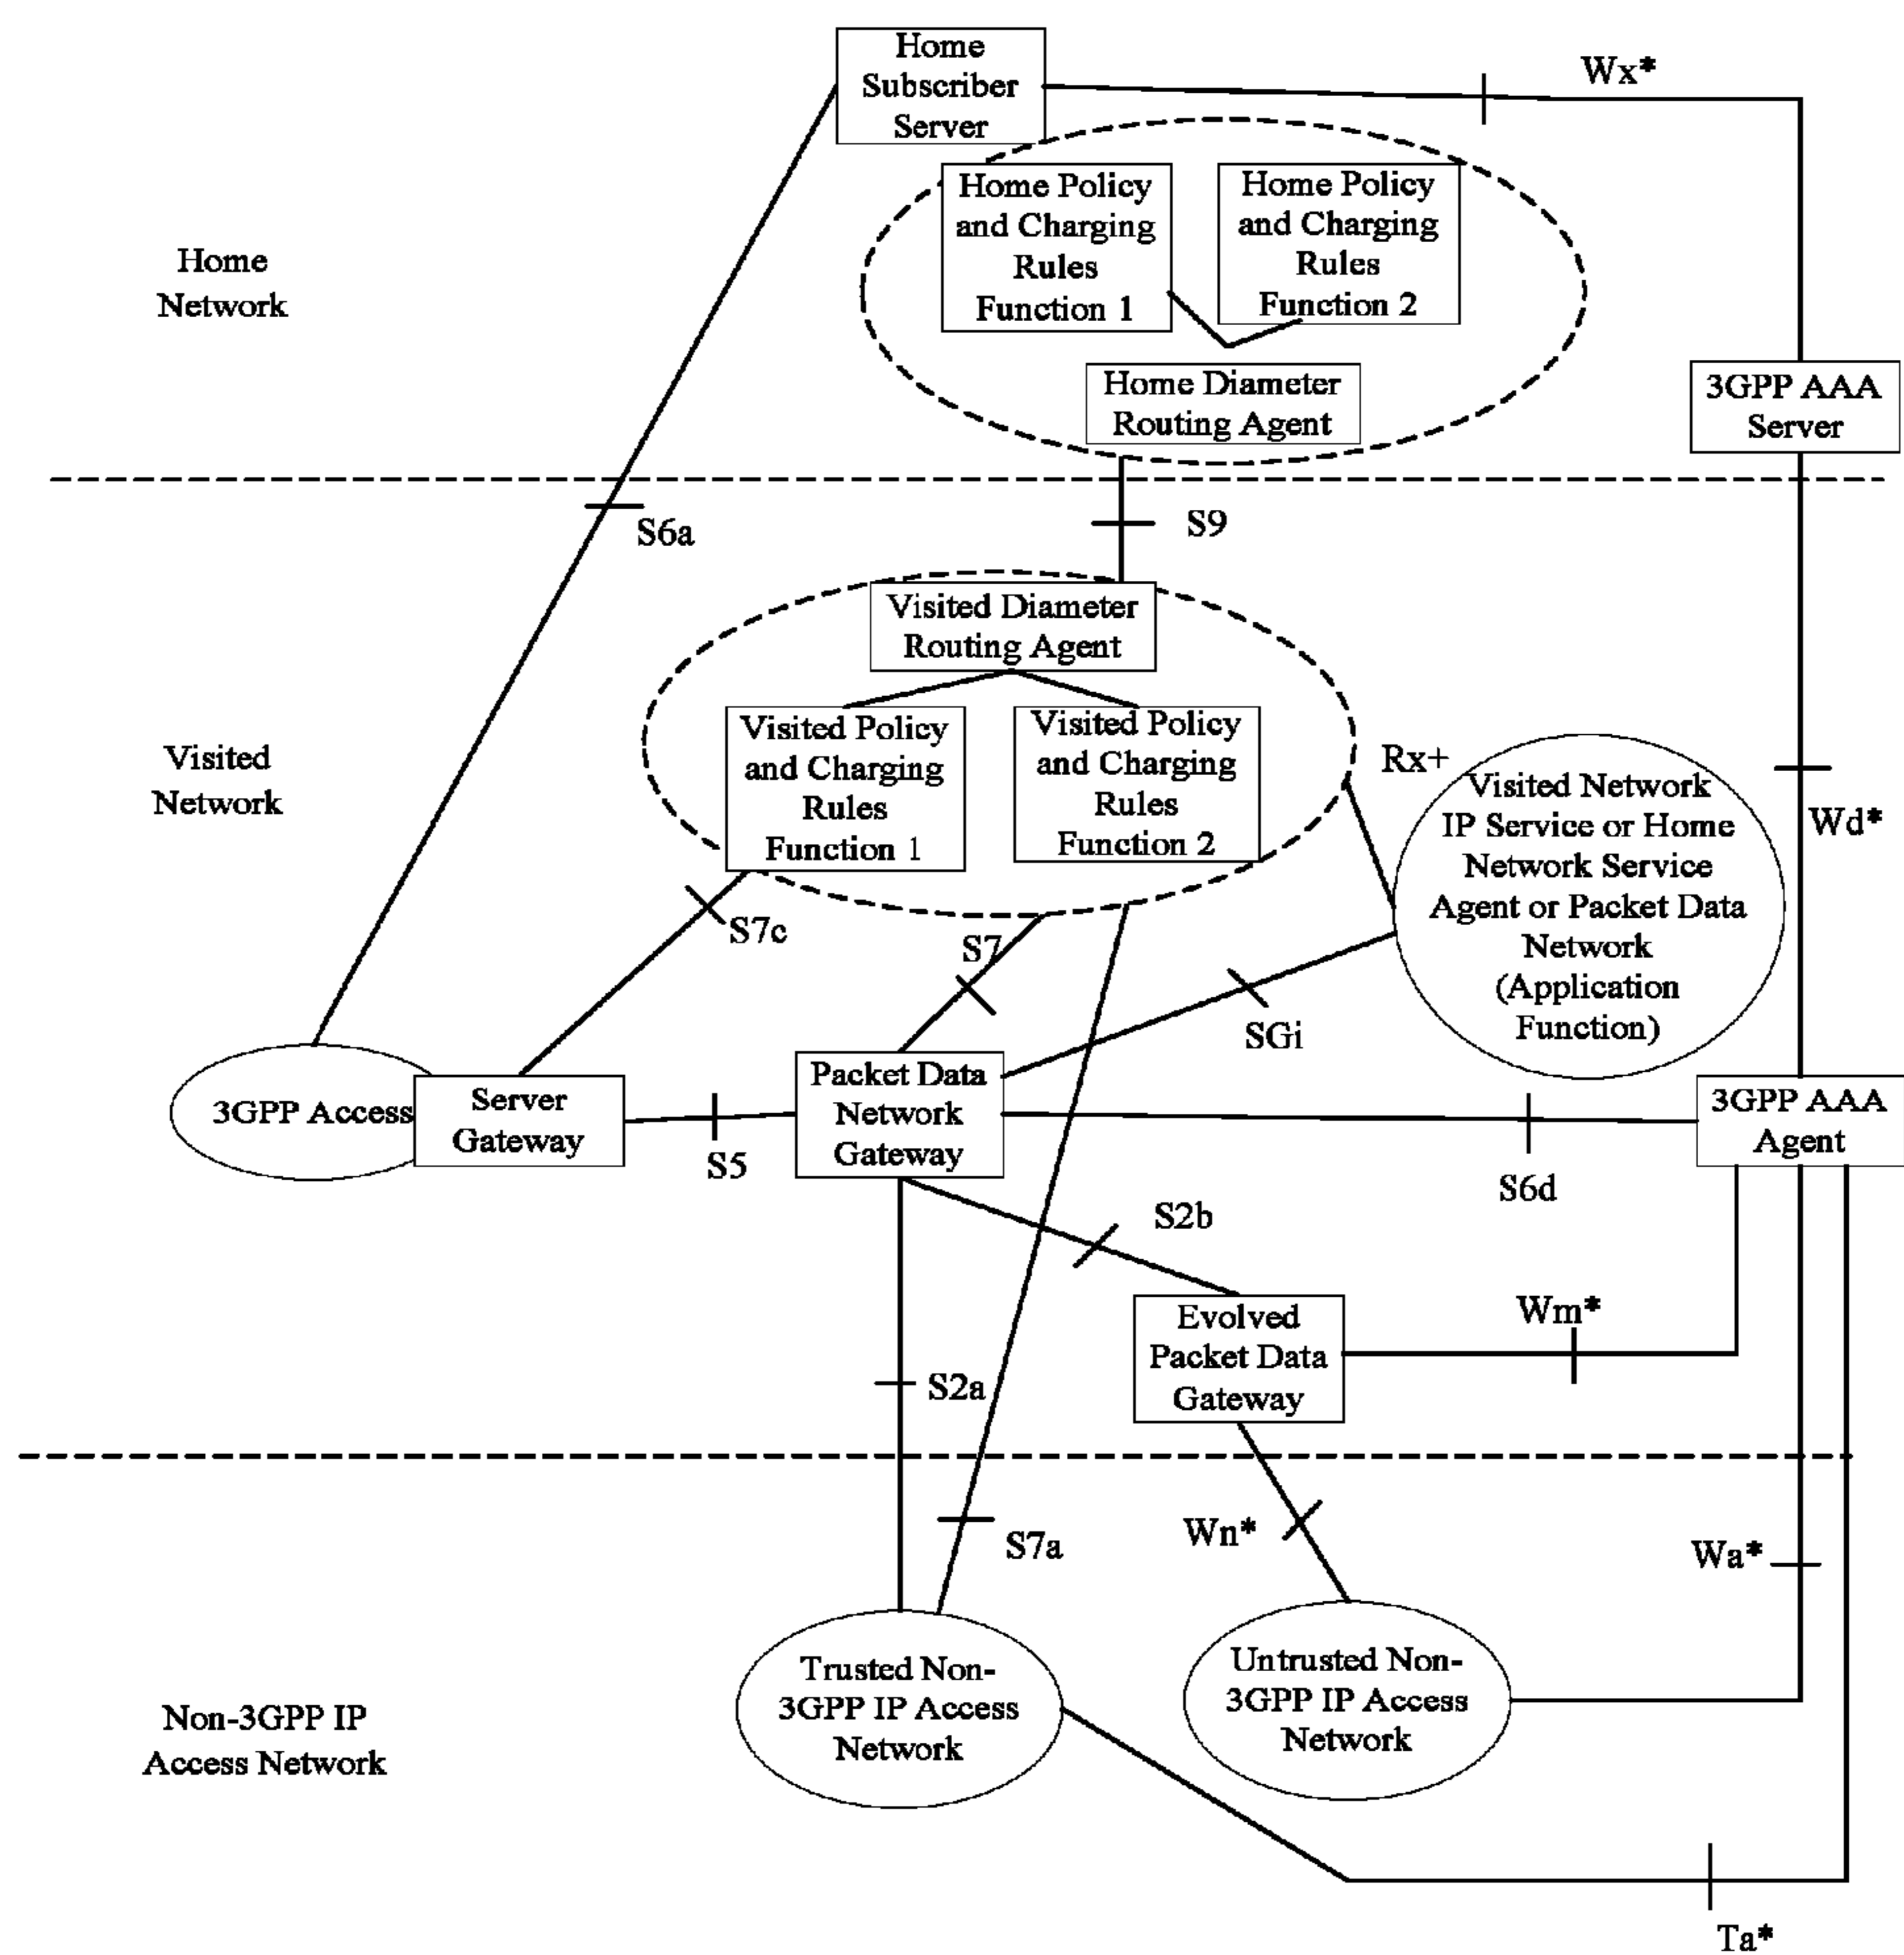 Home
Subscriber
Server
Wx*
Home Policy
and Charging
Rules
Function 1
Home Policy
and Charging
Rules
Function 2
Home
Network
Home Diameter
Routing Agent
3GPP AAA
Server
S6a
S9
Visited Diameter
Routing Agent
Visited Policy
and Charging
Rules
Function 1
Visited Policy
and Charging
Rules
Function 2
Visited
Network
Rx+
Visited Network
IP Service or Home
Network Service
Agent or Packet Data
Network
(Application
Function)
Wd*
S7c
S7
SGi
3GPP Access
Server
Gateway
S5
Packet Data
Network
Gateway
S6d
3GPP AAA
Agent
S2b
Evolved
Packet Data
Gateway
Wm*
S2a
S7a
Wn*
Wa*
Trusted Non-
3GPP IP Access
Network
Untrusted Non-
3GPP IP Access
Network
Non-3GPP IP
Access Network
Ta*